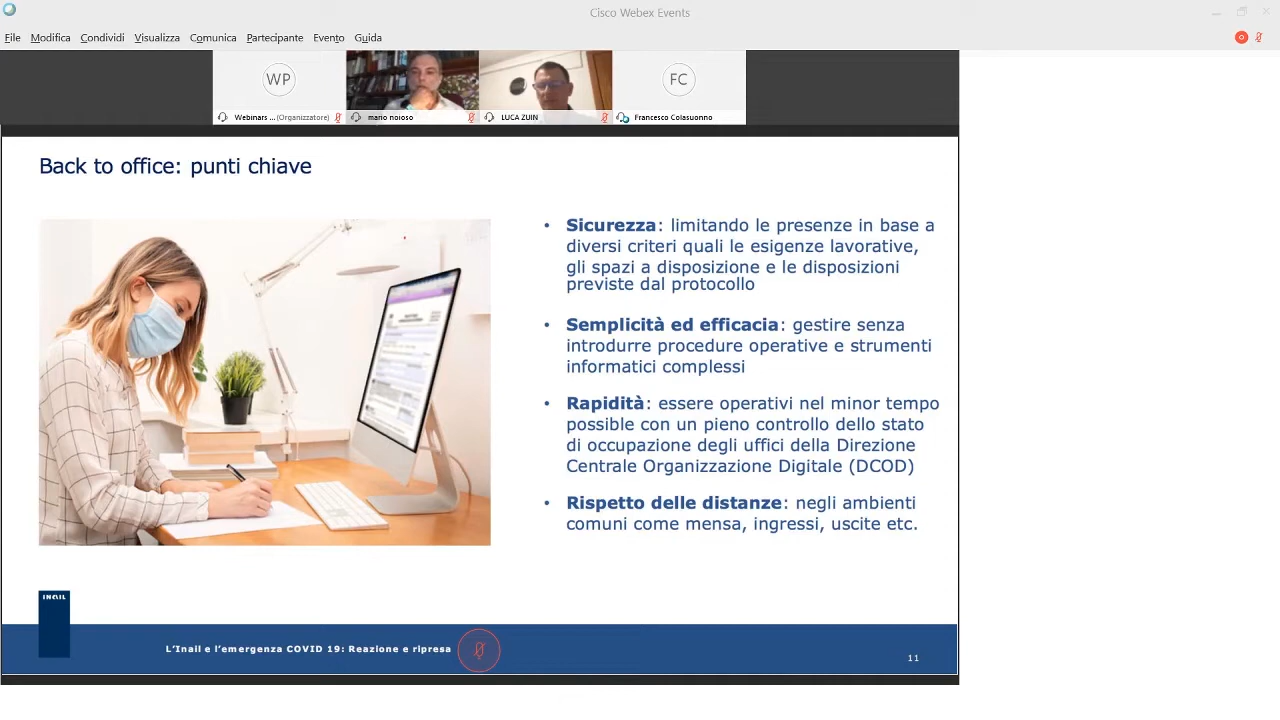 Cisco Webex Events
File Modifica Condividi Visualizza Comunica Partecipante Evento Guida
WP
FC
Webinars ... (Organizzatore)
mario noioso
LUCA ZUIN
Francesco Colasuonno
Back to office: punti chiave
• Sicurezza: limitando le presenze in base a
diversi criteri quali le esigenze lavorative,
gli spazi a disposizione e le disposizioni
previste dal protocollo
• Semplicità ed efficacia: gestire senza
introdurre procedure operative e strumenti
informatici complessi
• Rapidità: essere operativi nel minor tempo
possible con un pieno controllo dello stato
di occupazione degli uffici della Direzione
Centrale Organizzazione Digitale (DCOD)
• Rispetto delle distanze: negli ambienti
comuni come mensa, ingressi, uscite etc.
INAIL
L'Inail e l'emergenza COVID 19: Reazione e ripresa
11